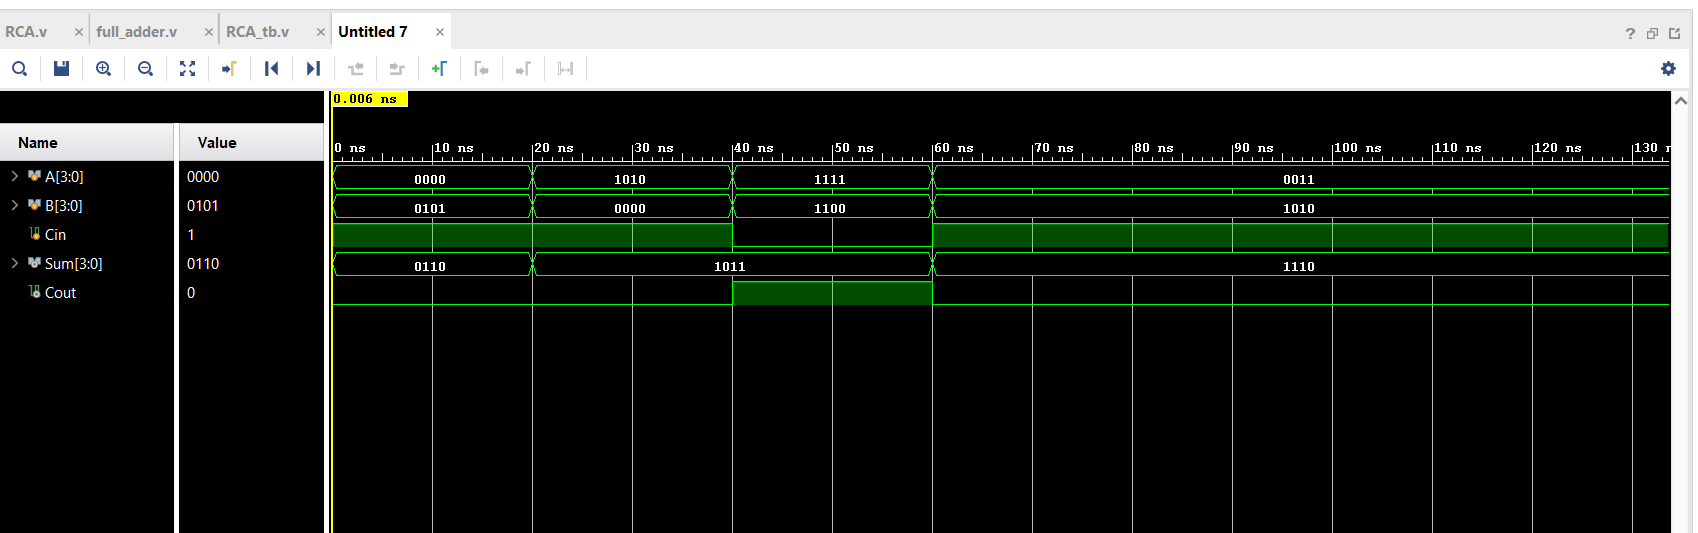 RCA.v × full_adder.v × RCA_tb.v × Untitled 7 × ?
0.006 ns
Name Value
0 ns 10 ns 20 ns 30 ns 40 ns 50 ns 60 ns 70 ns 80 ns 90 ns 100 ns 110 ns 120 ns 130
A[3:0] 0000 0000 1010 1111 0011
B[3:0] 0101 0101 0000 1100 1010
Cin 1
Sum[3:0] 0110 0110 1011 1110
Cout 0